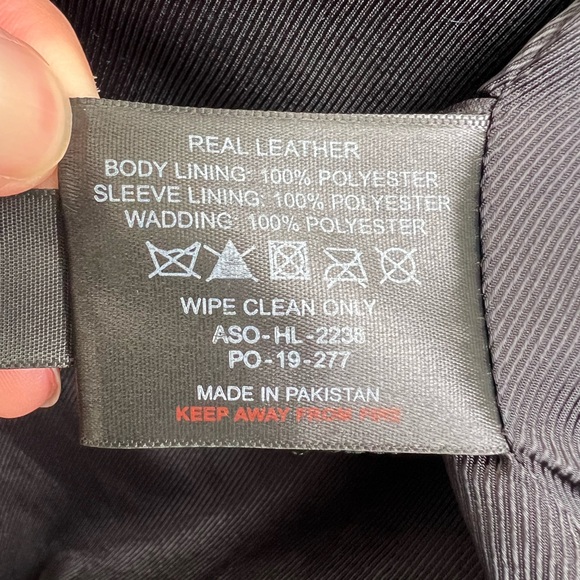 REAL LEATHER
BODY LINING: 100% POLYESTER
SLEEVE LINING: 100% POLYESTER
WADDING: 100% POLYESTER
WIPE CLEAN ONLY
ASO-HL-2238
PO-19-277
MADE IN PAKISTAN
KEEP AWAY FROM FIRE